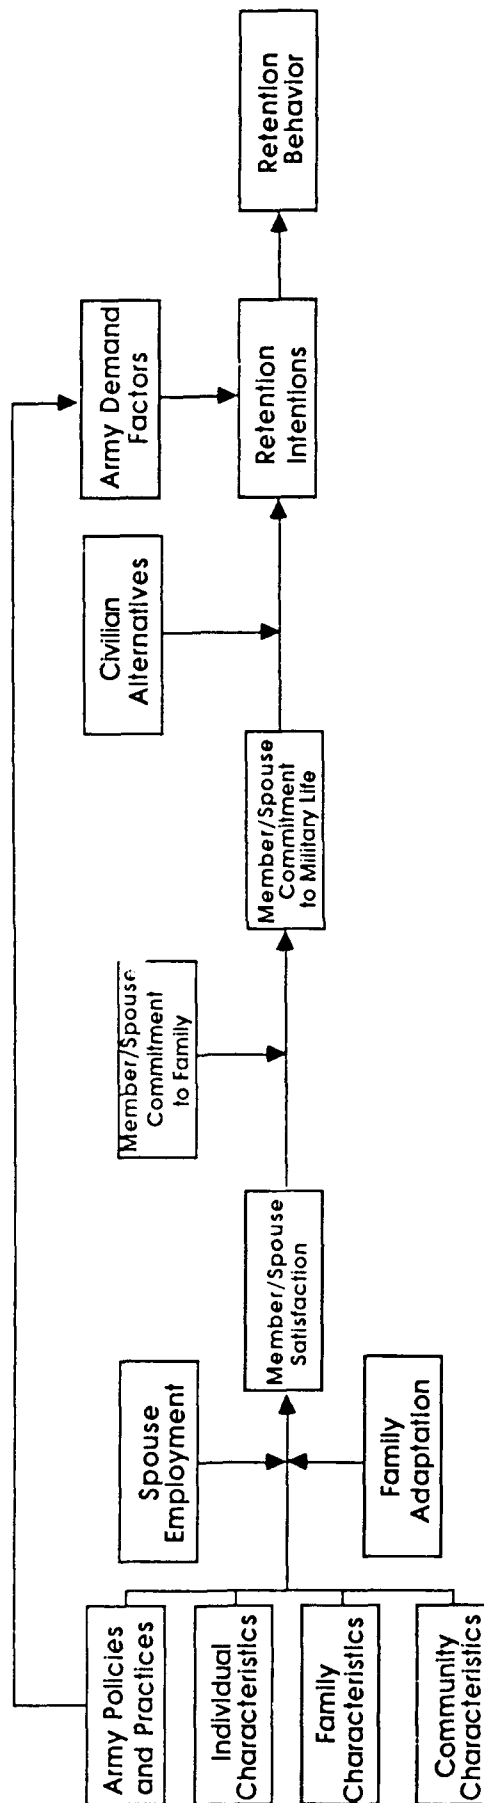 Army Policies
and Practices
Individual
Characteristics
Family
Characteristics
Community
Characteristics
Spouse
Employment
Family
Adaptation
Member/Spouse
Satisfaction
Member/Spouse
Commitment
to Family
Member/Spouse
Commitment
to Military Life
Civilian
Alternatives
Army Demand
Factors
Retention
Intentions
Retention
Behavior